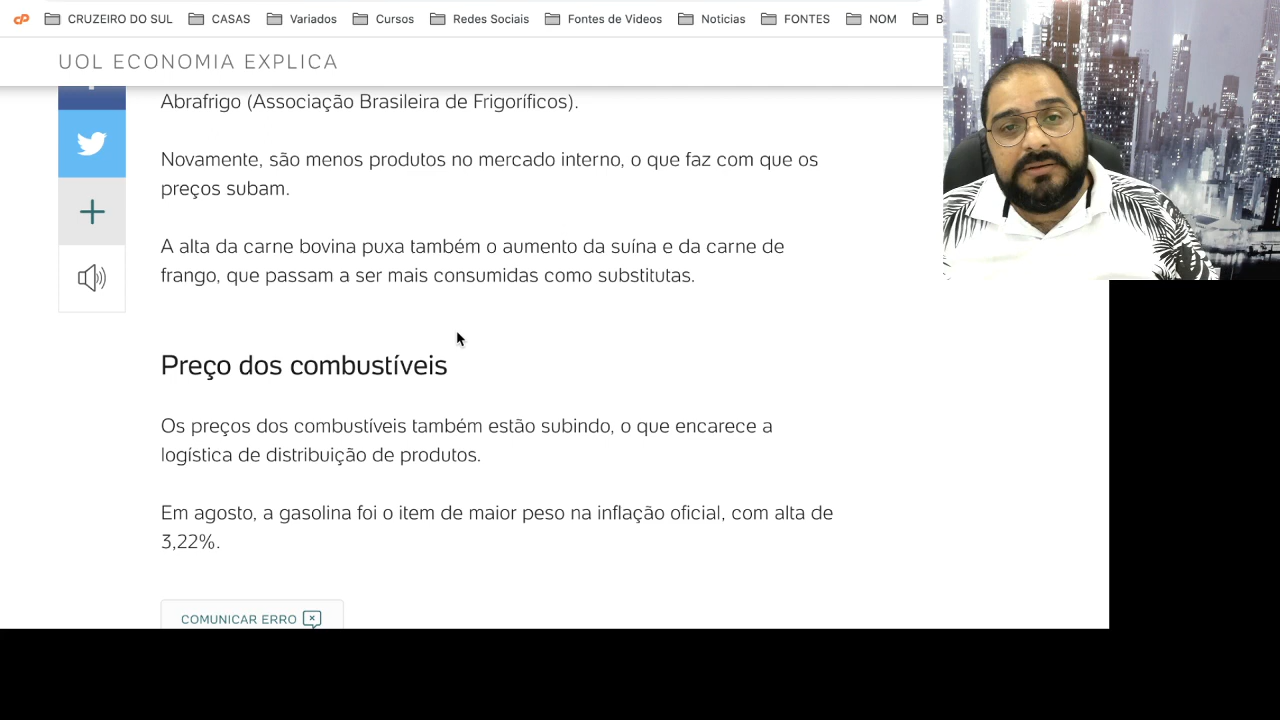 CRUZEIRO DO SUL CASAS Variados Cursos Redes Sociais Fontes de Videos Noticias FONTES NOM B
UOL ECONOMIA EXPLICA
Abrafrigo (Associação Brasileira de Frigoríficos).
Novamente, são menos produtos no mercado interno, o que faz com que os
preços subam.
A alta da carne bovina puxa também o aumento da suína e da carne de
frango, que passam a ser mais consumidas como substitutas.
Preço dos combustíveis
Os preços dos combustíveis também estão subindo, o que encarece a
logística de distribuição de produtos.
Em agosto, a gasolina foi o item de maior peso na inflação oficial, com alta de
3,22%.
COMUNICAR ERRO